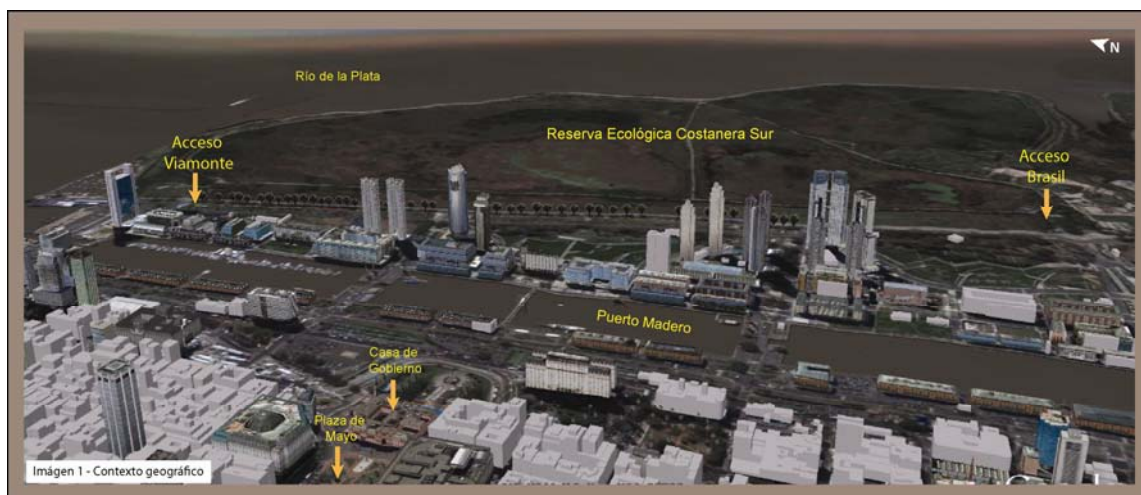 N
Río de la Plata
Reserva Ecológica Costanera Sur
Acceso
Viamonte
Acceso
Brasil
Puerto Madero
Casa de
Gobierno
Plaza de
Mayo
Imágen 1 - Contexto geográfico